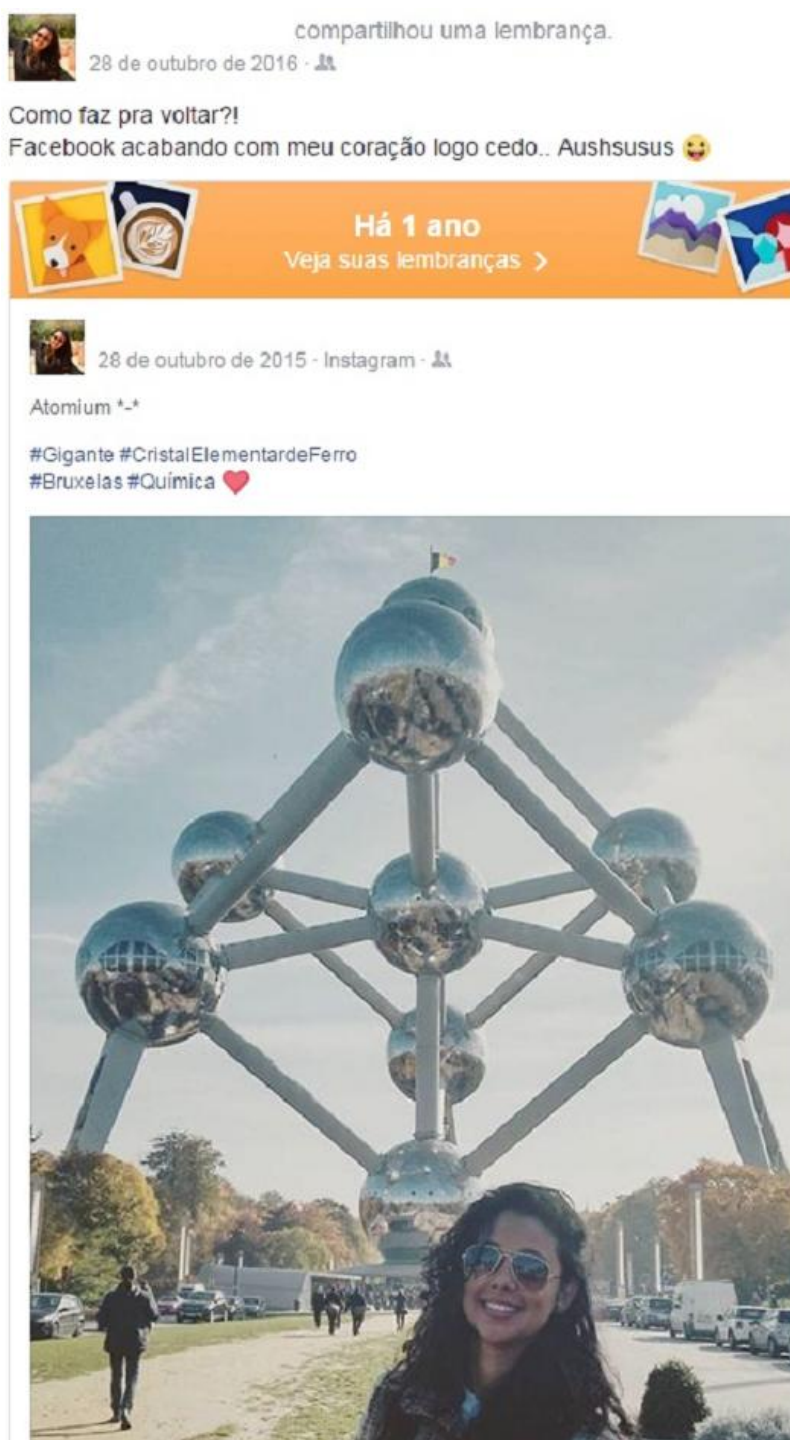 compartilhou uma lembrança.
28 de outubro de 2016 ·
Como faz pra voltar?!
Facebook acabando com meu coração logo cedo.. Aushsusus 😀
Há 1 ano
Veja suas lembranças >
28 de outubro de 2015 · Instagram ·
Atomium *-*
#Gigante #CristalElementardeFerro
#Bruxelas #Química ❤